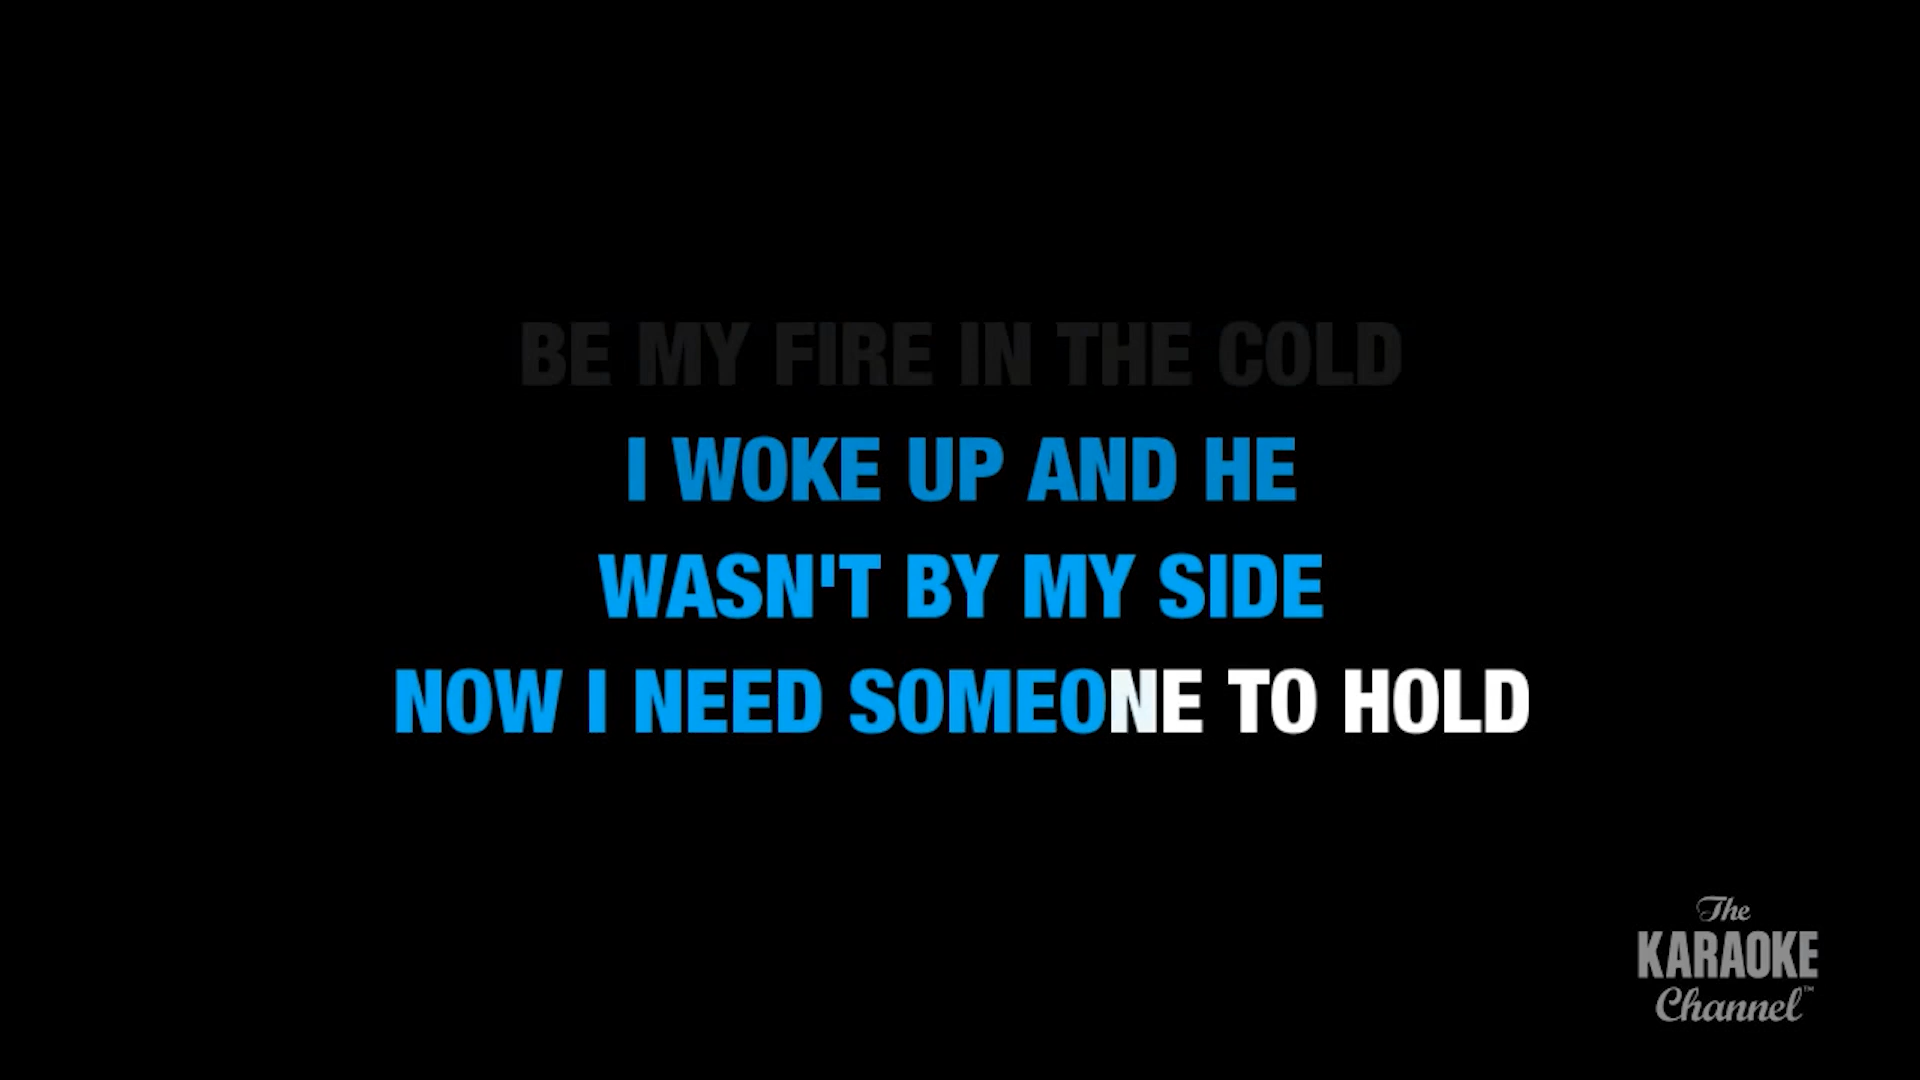 BE MY FIRE IN THE COLD
I WOKE UP AND HE
WASN'T BY MY SIDE
NOW I NEED SOMEONE TO HOLD
The
KARAOKE
Channel™